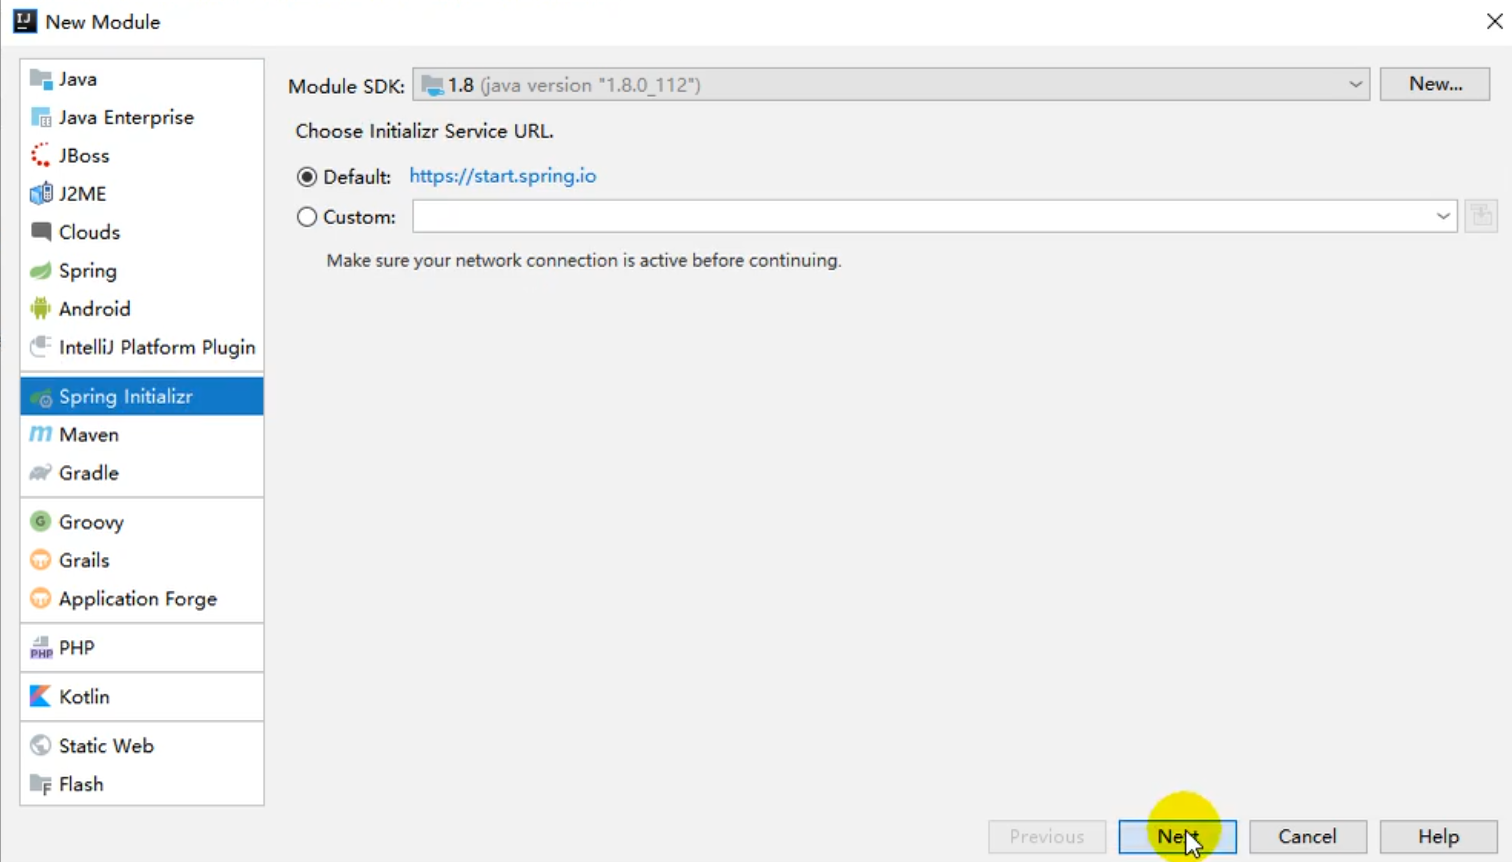 New Module
Java
Java Enterprise
JBoss
J2ME
Clouds
Spring
Android
IntelliJ Platform Plugin
Spring Initializr
Maven
Gradle
Groovy
Grails
Application Forge
PHP
Kotlin
Static Web
Flash
Module SDK: 1.8 (java version "1.8.0_112") New...
Choose Initializr Service URL.
Default: https://start.spring.io
Custom:
Make sure your network connection is active before continuing.
Previous Next Cancel Help